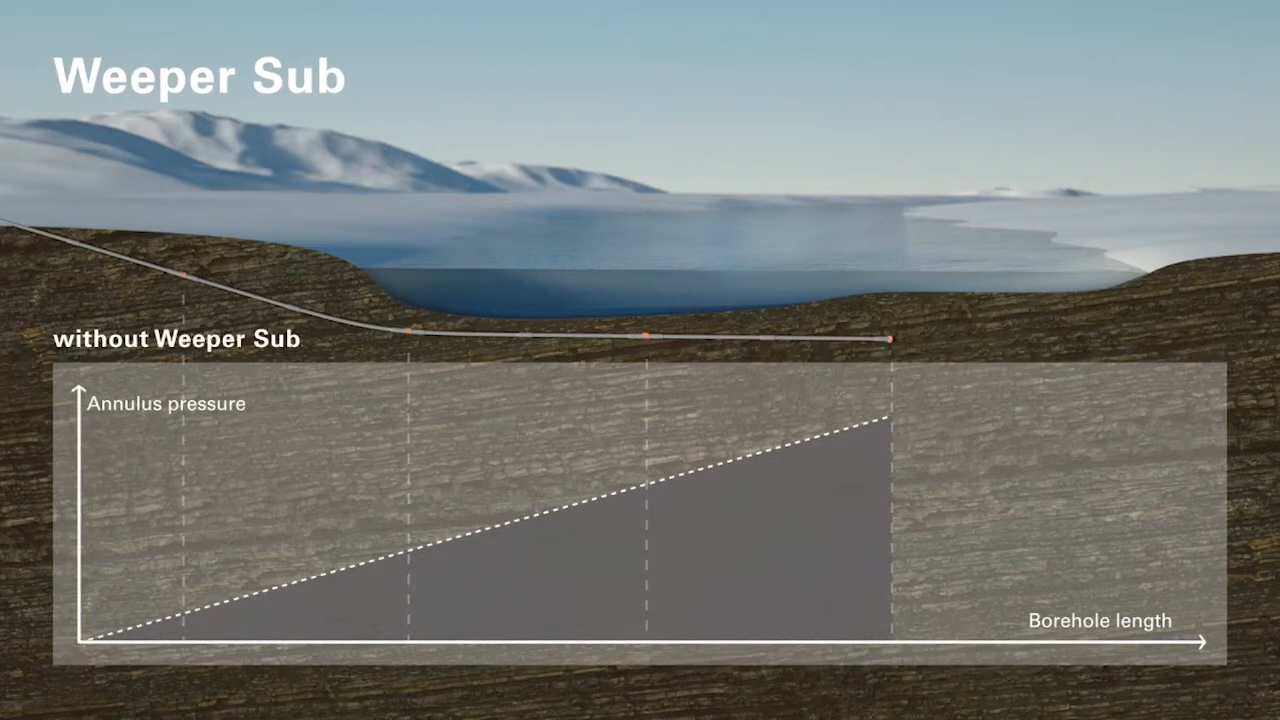 Weeper Sub
without Weeper Sub
Annulus pressure
Borehole length